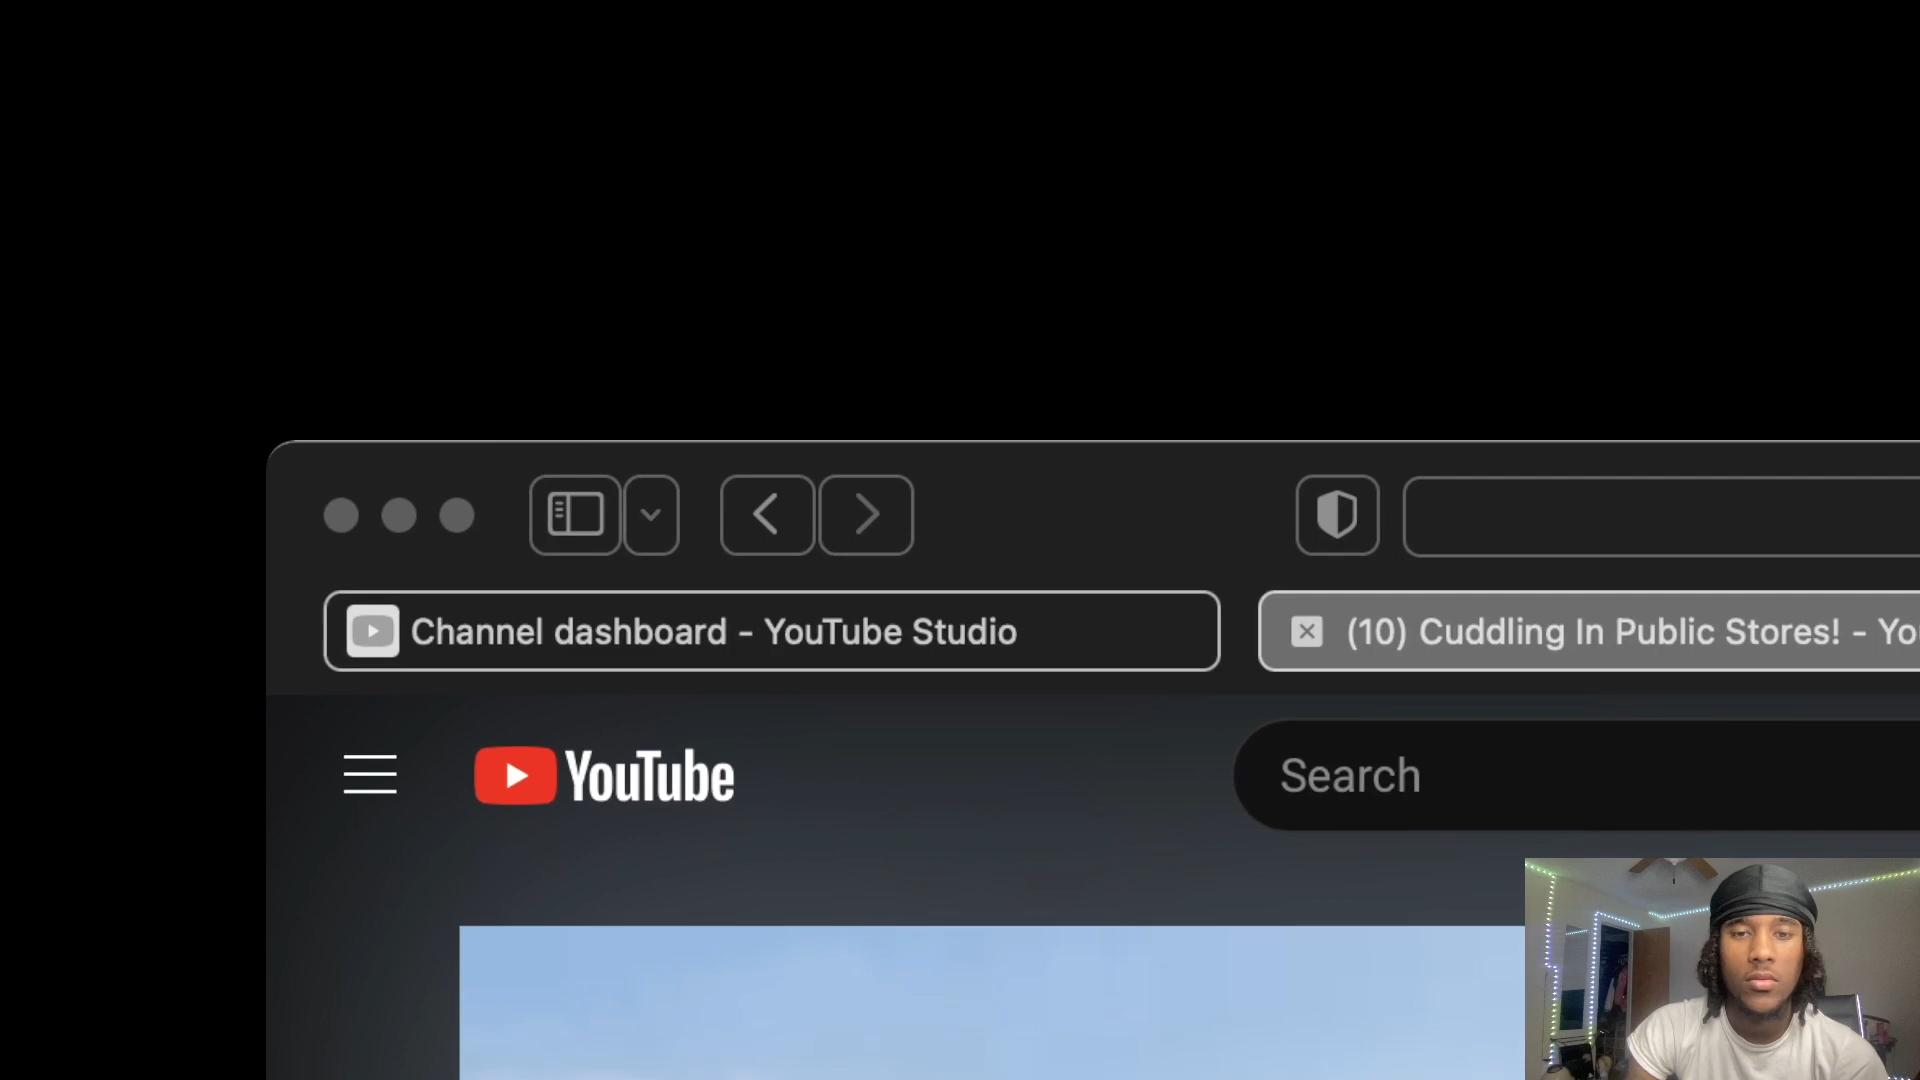 Channel dashboard - YouTube Studio
(10) Cuddling In Public Stores! - Yo
YouTube
Search